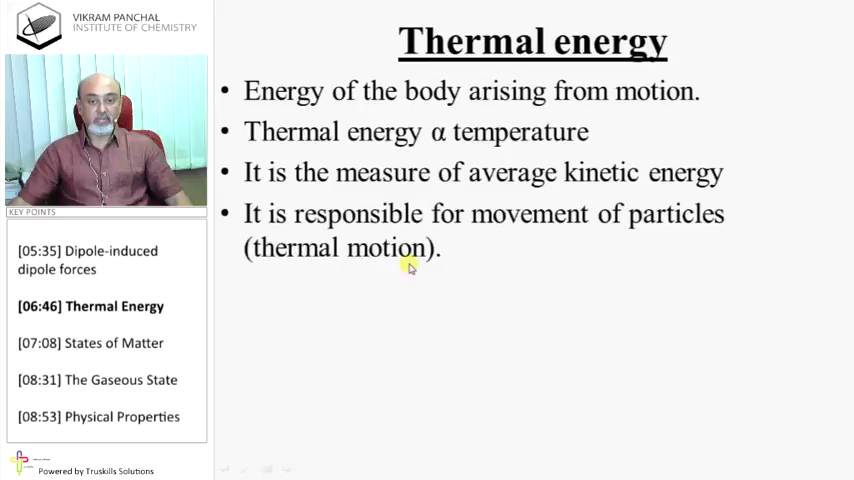 VIKRAM PANCHAL
INSTITUTE OF CHEMISTRY
KEY POINTS
[05:35] Dipole-induced
dipole forces
[06:46] Thermal Energy
[07:08] States of Matter
[08:31] The Gaseous State
[08:53] Physical Properties
Powered by Truskills Solutions
Thermal energy
• Energy of the body arising from motion.
• Thermal energy α temperature
• It is the measure of average kinetic energy
• It is responsible for movement of particles
(thermal motion).